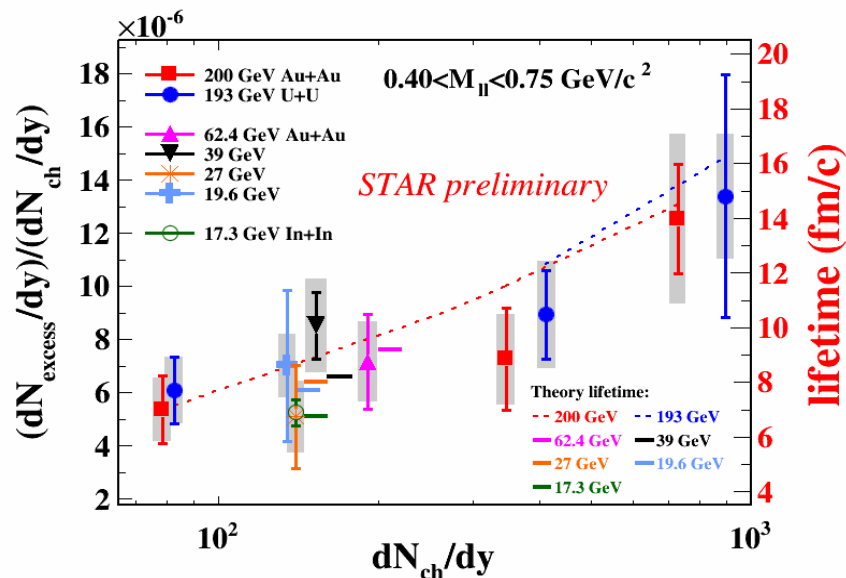 ×10⁻⁶
18
16
14
12
10
8
6
4
2
(dN_excess/dy)/(dN_ch/dy)
200 GeV Au+Au
193 GeV U+U
62.4 GeV Au+Au
39 GeV
27 GeV
19.6 GeV
17.3 GeV In+In
0.40<M_ll<0.75 GeV/c²
STAR preliminary
Theory lifetime:
200 GeV
193 GeV
62.4 GeV
39 GeV
27 GeV
19.6 GeV
17.3 GeV
20
18
16
14
12
10
8
6
4
lifetime (fm/c)
10²
10³
dN_ch/dy